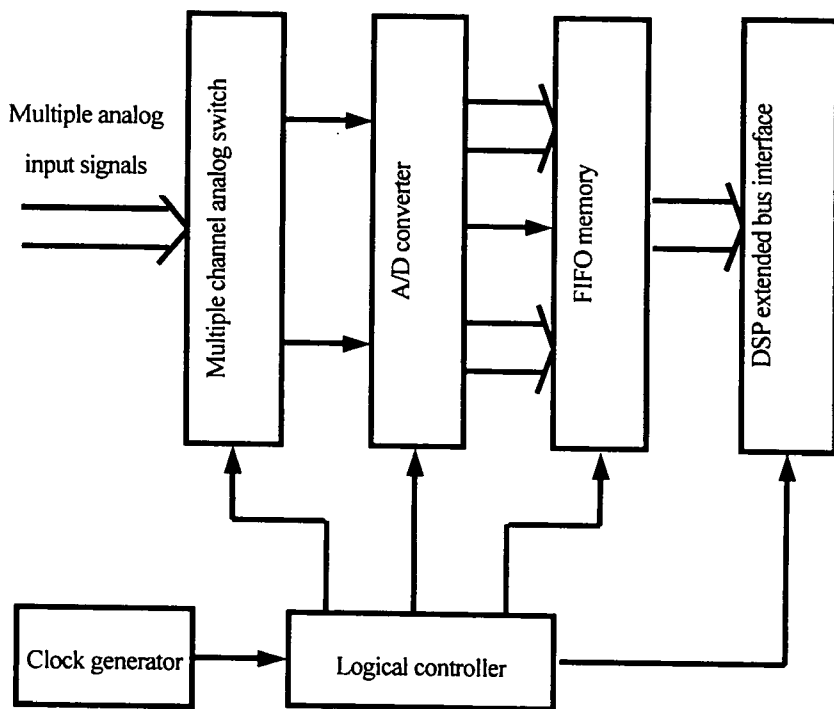 Multiple analog
input signals
Multiple channel analog switch
A/D converter
FIFO memory
DSP extended bus interface
Clock generator
Logical controller